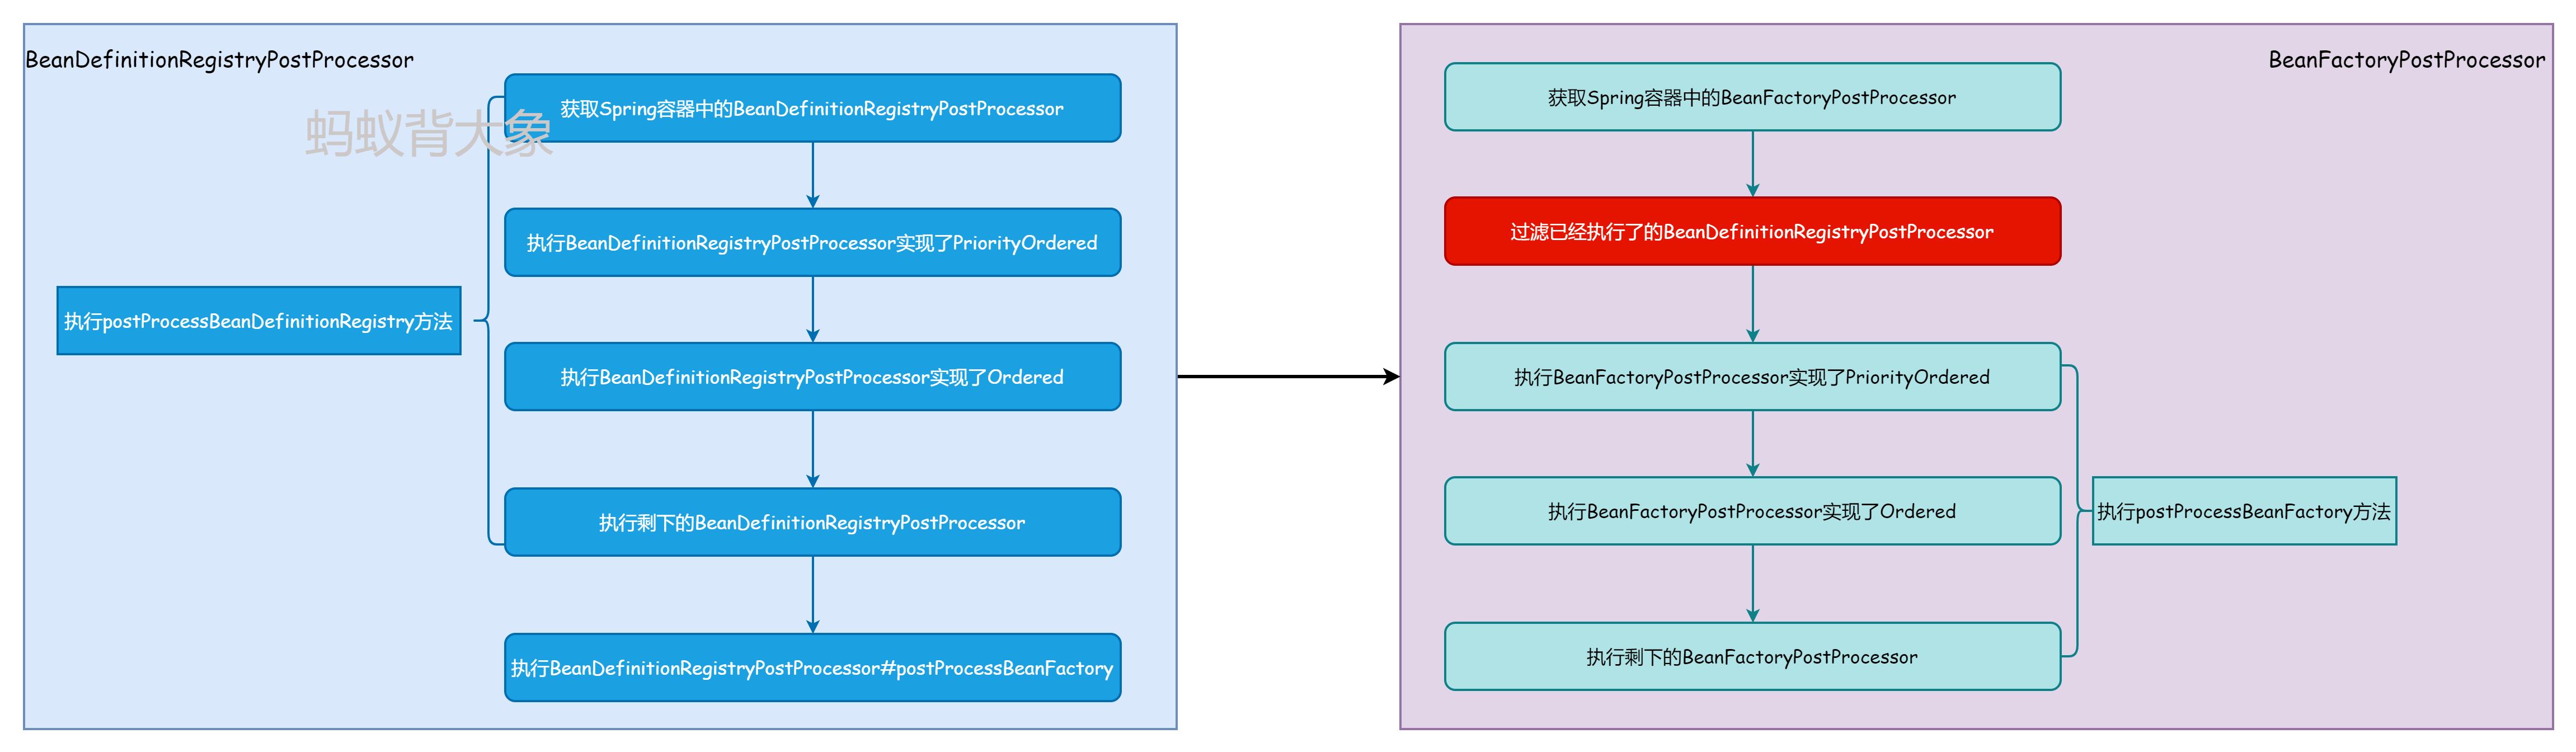 BeanDefinitionRegistryPostProcessor
蚂蚁背大象
获取Spring容器中的BeanDefinitionRegistryPostProcessor
执行BeanDefinitionRegistryPostProcessor实现了PriorityOrdered
执行postProcessBeanDefinitionRegistry方法
执行BeanDefinitionRegistryPostProcessor实现了Ordered
执行剩下的BeanDefinitionRegistryPostProcessor
执行BeanDefinitionRegistryPostProcessor#postProcessBeanFactory
BeanFactoryPostProcessor
获取Spring容器中的BeanFactoryPostProcessor
过滤已经执行了的BeanDefinitionRegistryPostProcessor
执行BeanFactoryPostProcessor实现了PriorityOrdered
执行BeanFactoryPostProcessor实现了Ordered
执行postProcessBeanFactory方法
执行剩下的BeanFactoryPostProcessor